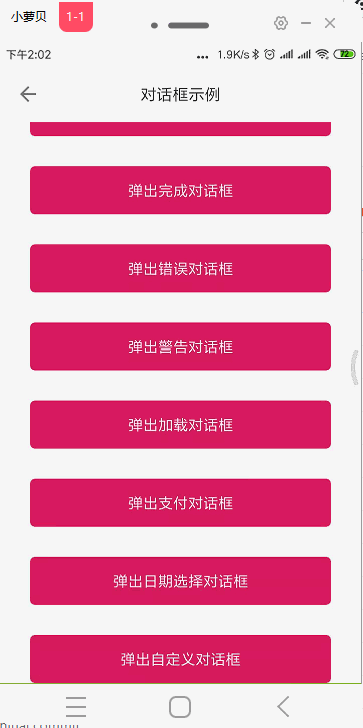 小萝贝 1-1
下午2:02 ... 1.9K/s 72
对话框示例
弹出完成对话框
弹出错误对话框
弹出警告对话框
弹出加载对话框
弹出支付对话框
弹出日期选择对话框
弹出自定义对话框